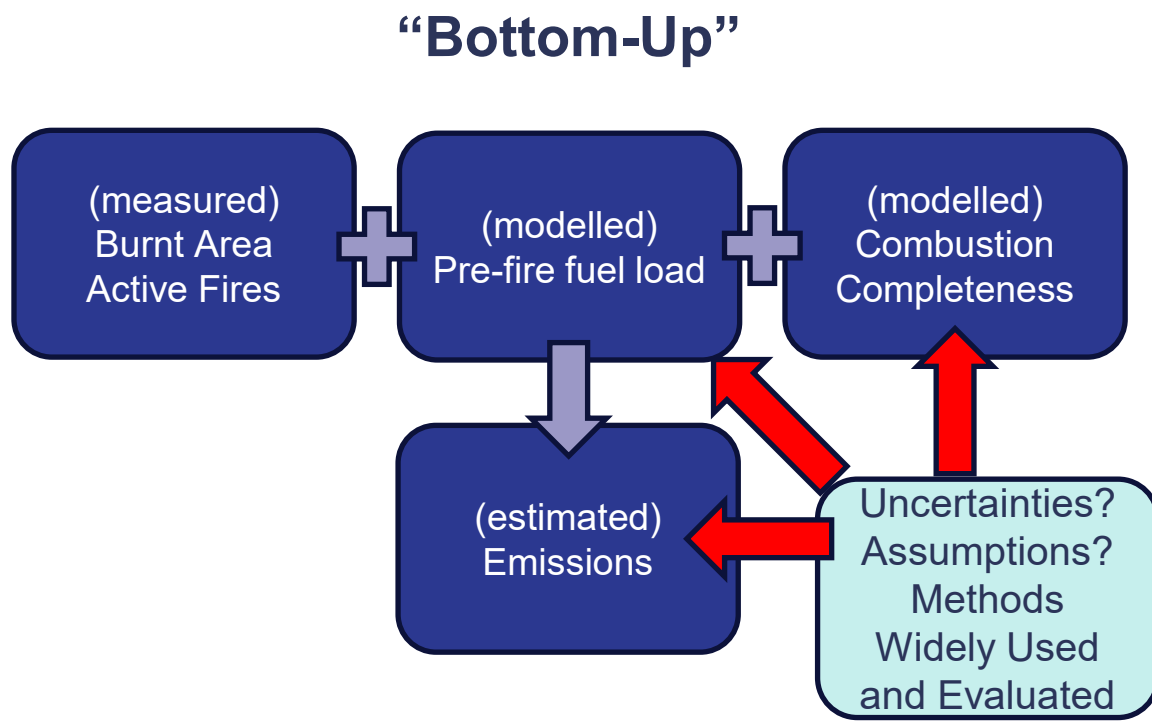 “Bottom-Up”
(measured)
Burnt Area
Active Fires
(modelled)
Pre-fire fuel load
(modelled)
Combustion
Completeness
(estimated)
Emissions
Uncertainties?
Assumptions?
Methods
Widely Used
and Evaluated